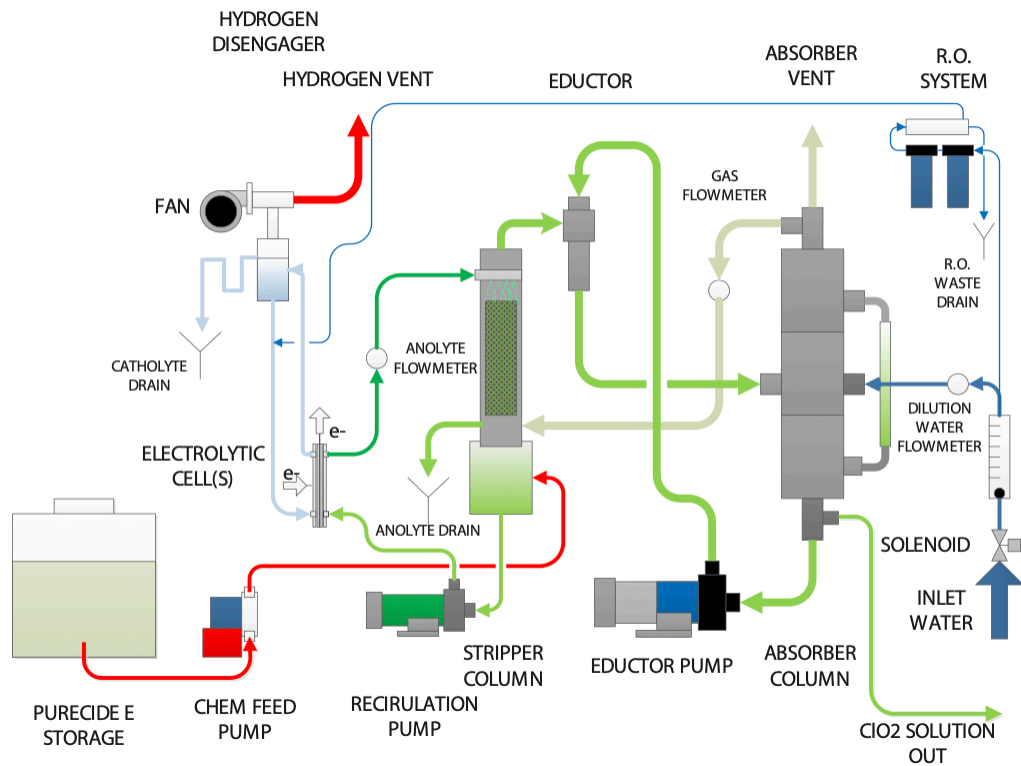 HYDROGEN
DISENGAGER
HYDROGEN VENT
EDUCTOR
ABSORBER
VENT
R.O.
SYSTEM
FAN
GAS
FLOWMETER
R.O.
WASTE
DRAIN
CATHOLYTE
DRAIN
ANOLYTE
FLOWMETER
DILUTION
WATER
FLOWMETER
e-
ELECTROLYTIC
CELL(S)
e-
ANOLYTE DRAIN
SOLENOID
INLET
WATER
STRIPPER
COLUMN
EDUCTOR PUMP
ABSORBER
COLUMN
PURECIDE E
STORAGE
CHEM FEED
PUMP
RECIRULATION
PUMP
ClO2 SOLUTION
OUT